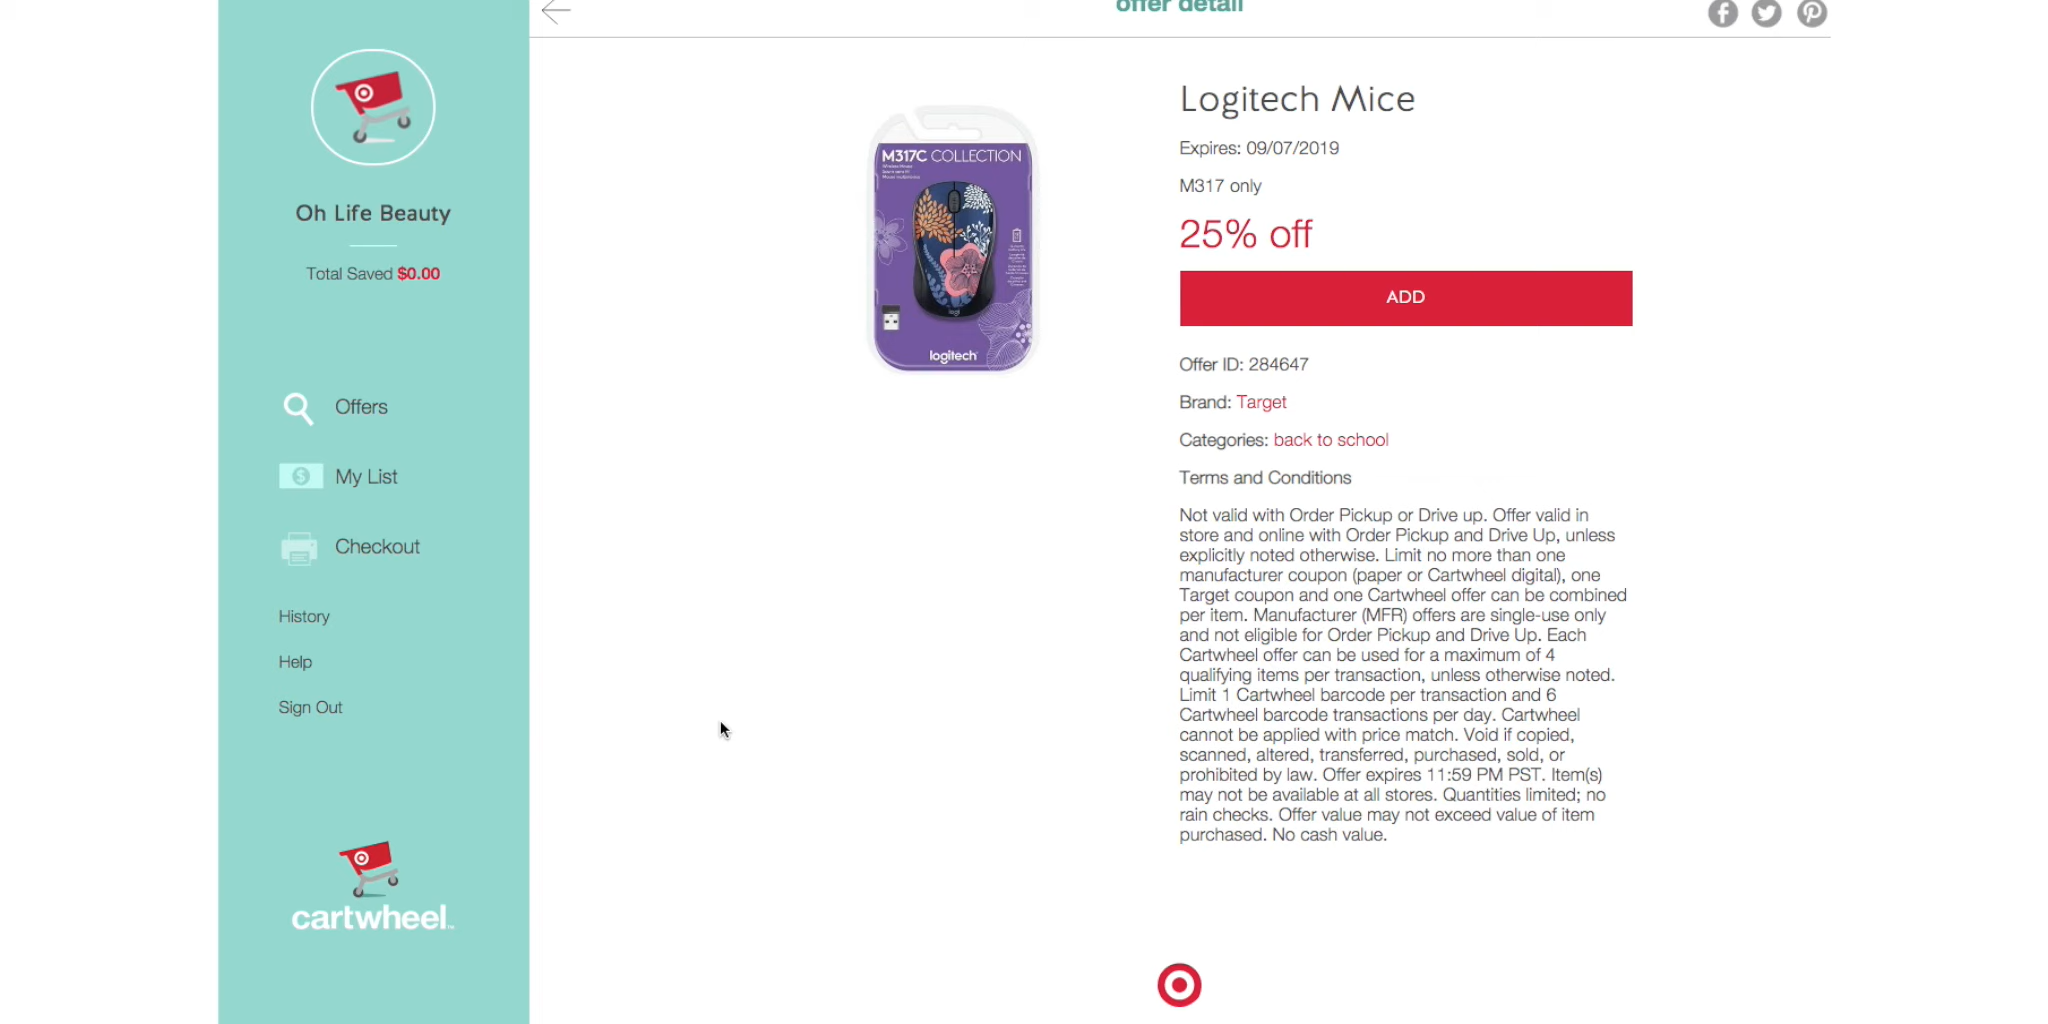 offer detail
Oh Life Beauty
Total Saved $0.00
Offers
My List
Checkout
History
Help
Sign Out
cartwheel
M317C COLLECTION
logi
logitech
Logitech Mice
Expires: 09/07/2019
M317 only
25% off
ADD
Offer ID: 284647
Brand: Target
Categories: back to school
Terms and Conditions
Not valid with Order Pickup or Drive up. Offer valid in
store and online with Order Pickup and Drive Up, unless
explicitly noted otherwise. Limit no more than one
manufacturer coupon (paper or Cartwheel digital), one
Target coupon and one Cartwheel offer can be combined
per item. Manufacturer (MFR) offers are single-use only
and not eligible for Order Pickup and Drive Up. Each
Cartwheel offer can be used for a maximum of 4
qualifying items per transaction, unless otherwise noted.
Limit 1 Cartwheel barcode per transaction and 6
Cartwheel barcode transactions per day. Cartwheel
cannot be applied with price match. Void if copied,
scanned, altered, transferred, purchased, sold, or
prohibited by law. Offer expires 11:59 PM PST. Item(s)
may not be available at all stores. Quantities limited; no
rain checks. Offer value may not exceed value of item
purchased. No cash value.